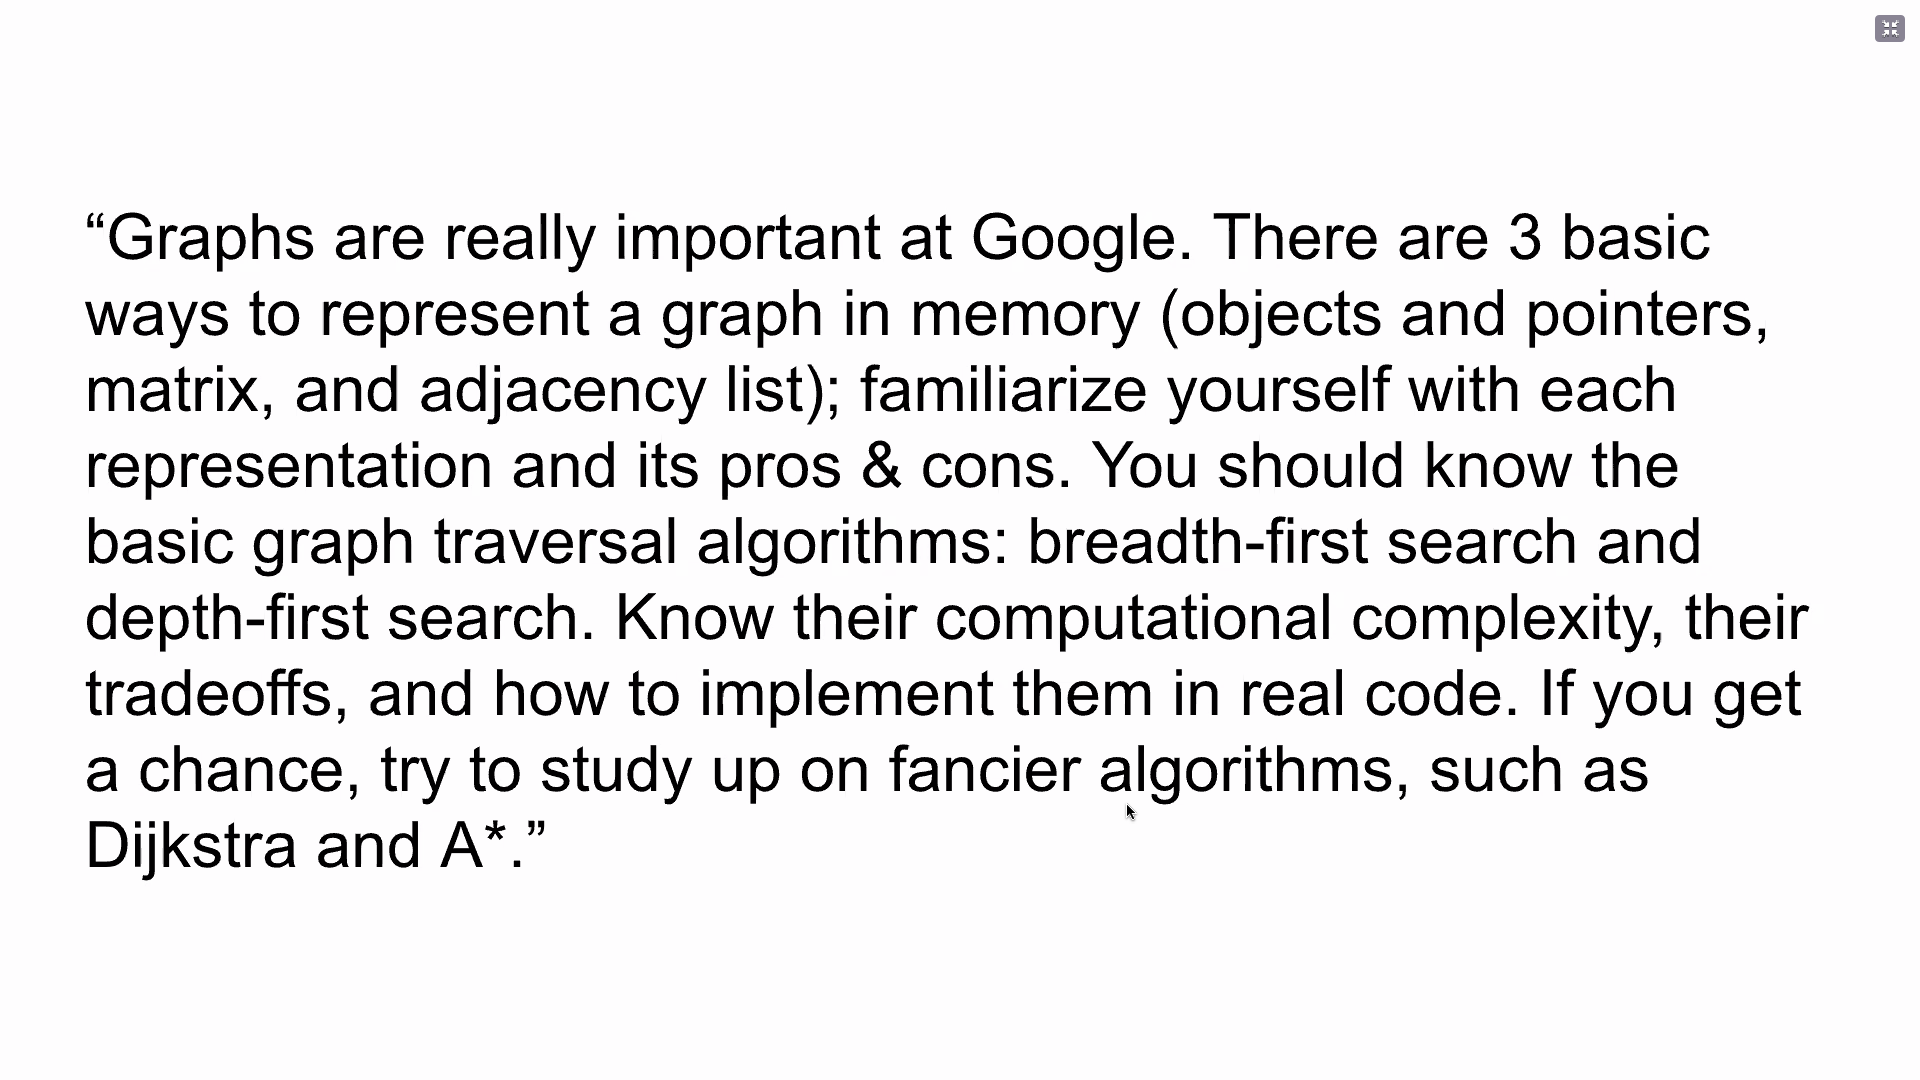 “Graphs are really important at Google. There are 3 basic
ways to represent a graph in memory (objects and pointers,
matrix, and adjacency list); familiarize yourself with each
representation and its pros & cons. You should know the
basic graph traversal algorithms: breadth-first search and
depth-first search. Know their computational complexity, their
tradeoffs, and how to implement them in real code. If you get
a chance, try to study up on fancier algorithms, such as
Dijkstra and A*.”